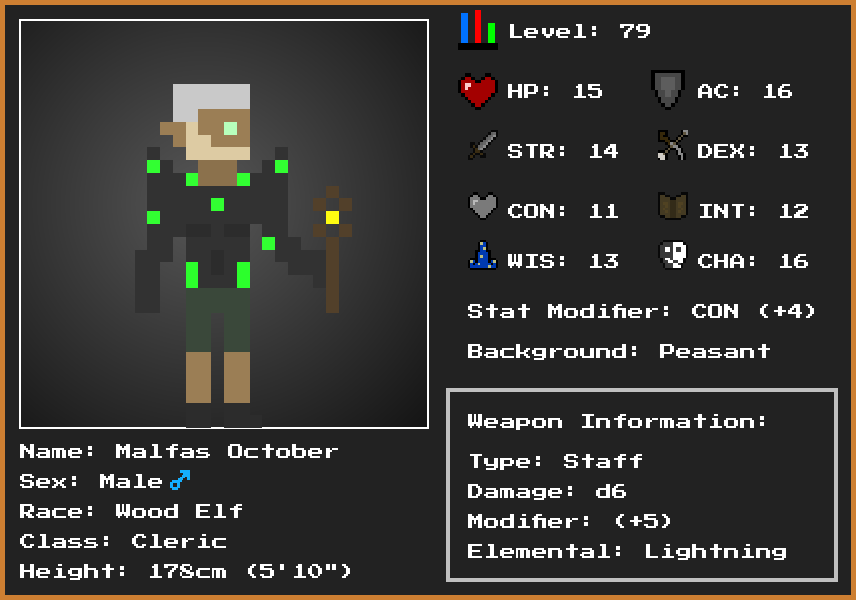 Level: 79
HP: 15 AC: 16
STR: 14 DEX: 13
CON: 11 INT: 12
WIS: 13 CHA: 16
Stat Modifier: CON (+4)
Background: Peasant
Weapon Information:
Type: Staff
Damage: d6
Modifier: (+5)
Elemental: Lightning
Name: Malfas October
Sex: Male♂
Race: Wood Elf
Class: Cleric
Height: 178cm (5'10")